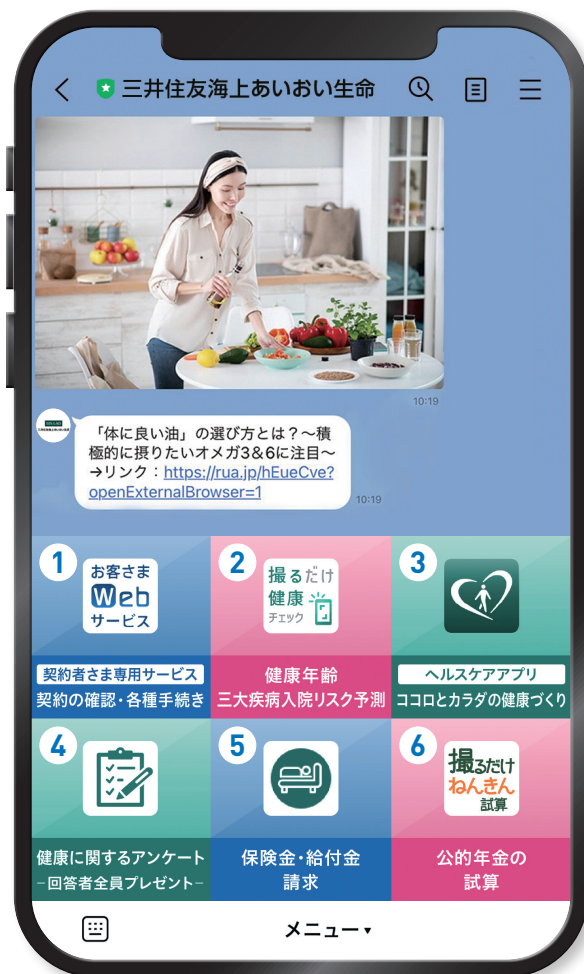 三井住友海上あいおい生命
10:19
「体に良い油」の選び方とは？～積
極的に摂りたいオメガ3&6に注目～
→リンク：https://rua.jp/hEueCve?
openExternalBrowser=1
10:19
1
お客さま
Web
サービス
契約者さま専用サービス
契約の確認・各種手続き
2
撮るだけ
健康
チェック
健康年齢
三大疾病入院リスク予測
3
ヘルスケアアプリ
ココロとカラダの健康づくり
4
健康に関するアンケート
-回答者全員プレゼント-
5
保険金・給付金
請求
6
撮るだけ
ねんきん
試算
公的年金の
試算
メニュー▾